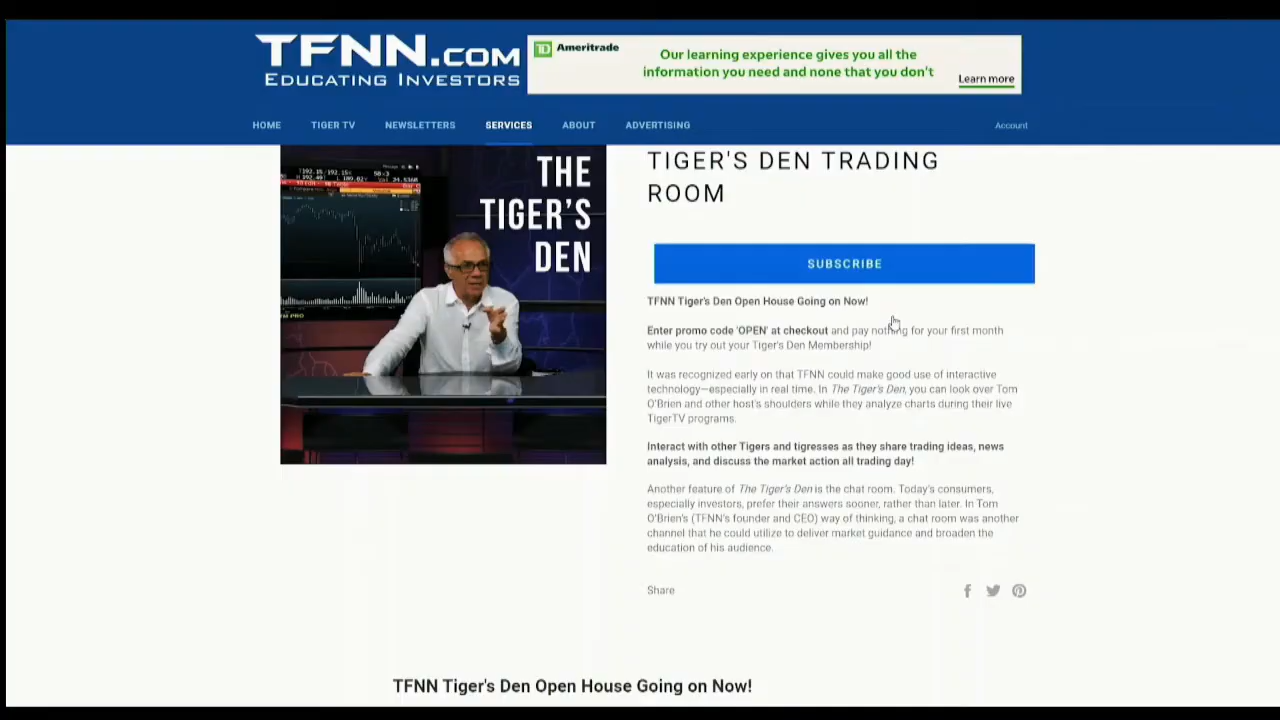 TFNN.COM
EDUCATING INVESTORS
TD Ameritrade
Our learning experience gives you all the
information you need and none that you don't
Learn more
HOME TIGER TV NEWSLETTERS SERVICES ABOUT ADVERTISING Account
THE
TIGER'S
DEN
TIGER'S DEN TRADING
ROOM
SUBSCRIBE
TFNN Tiger's Den Open House Going on Now!
Enter promo code 'OPEN' at checkout and pay nothing for your first month
while you try out your Tiger's Den Membership!
It was recognized early on that TFNN could make good use of interactive
technology—especially in real time. In The Tiger's Den, you can look over Tom
O'Brien and other host's shoulders while they analyze charts during their live
TigerTV programs.
Interact with other Tigers and tigresses as they share trading ideas, news
analysis, and discuss the market action all trading day!
Another feature of The Tiger's Den is the chat room. Today's consumers,
especially investors, prefer their answers sooner, rather than later. In Tom
O'Brien's (TFNN's founder and CEO) way of thinking, a chat room was another
channel that he could utilize to deliver market guidance and broaden the
education of his audience.
Share
TFNN Tiger's Den Open House Going on Now!